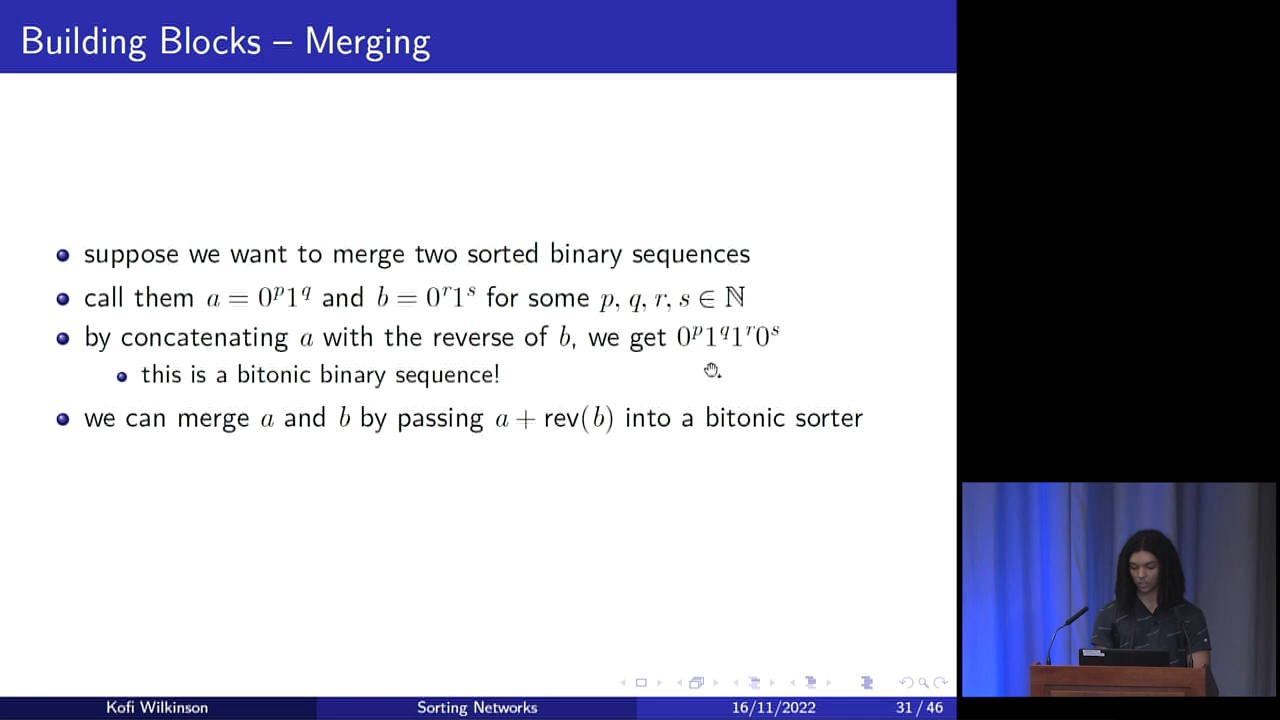 Building Blocks – Merging
suppose we want to merge two sorted binary sequences
call them a = 0^p1^q and b = 0^r1^s for some p, q, r, s ∈ ℕ
by concatenating a with the reverse of b, we get 0^p1^q1^r0^s
this is a bitonic binary sequence!
we can merge a and b by passing a + rev(b) into a bitonic sorter
Kofi Wilkinson Sorting Networks 16/11/2022 31 / 46